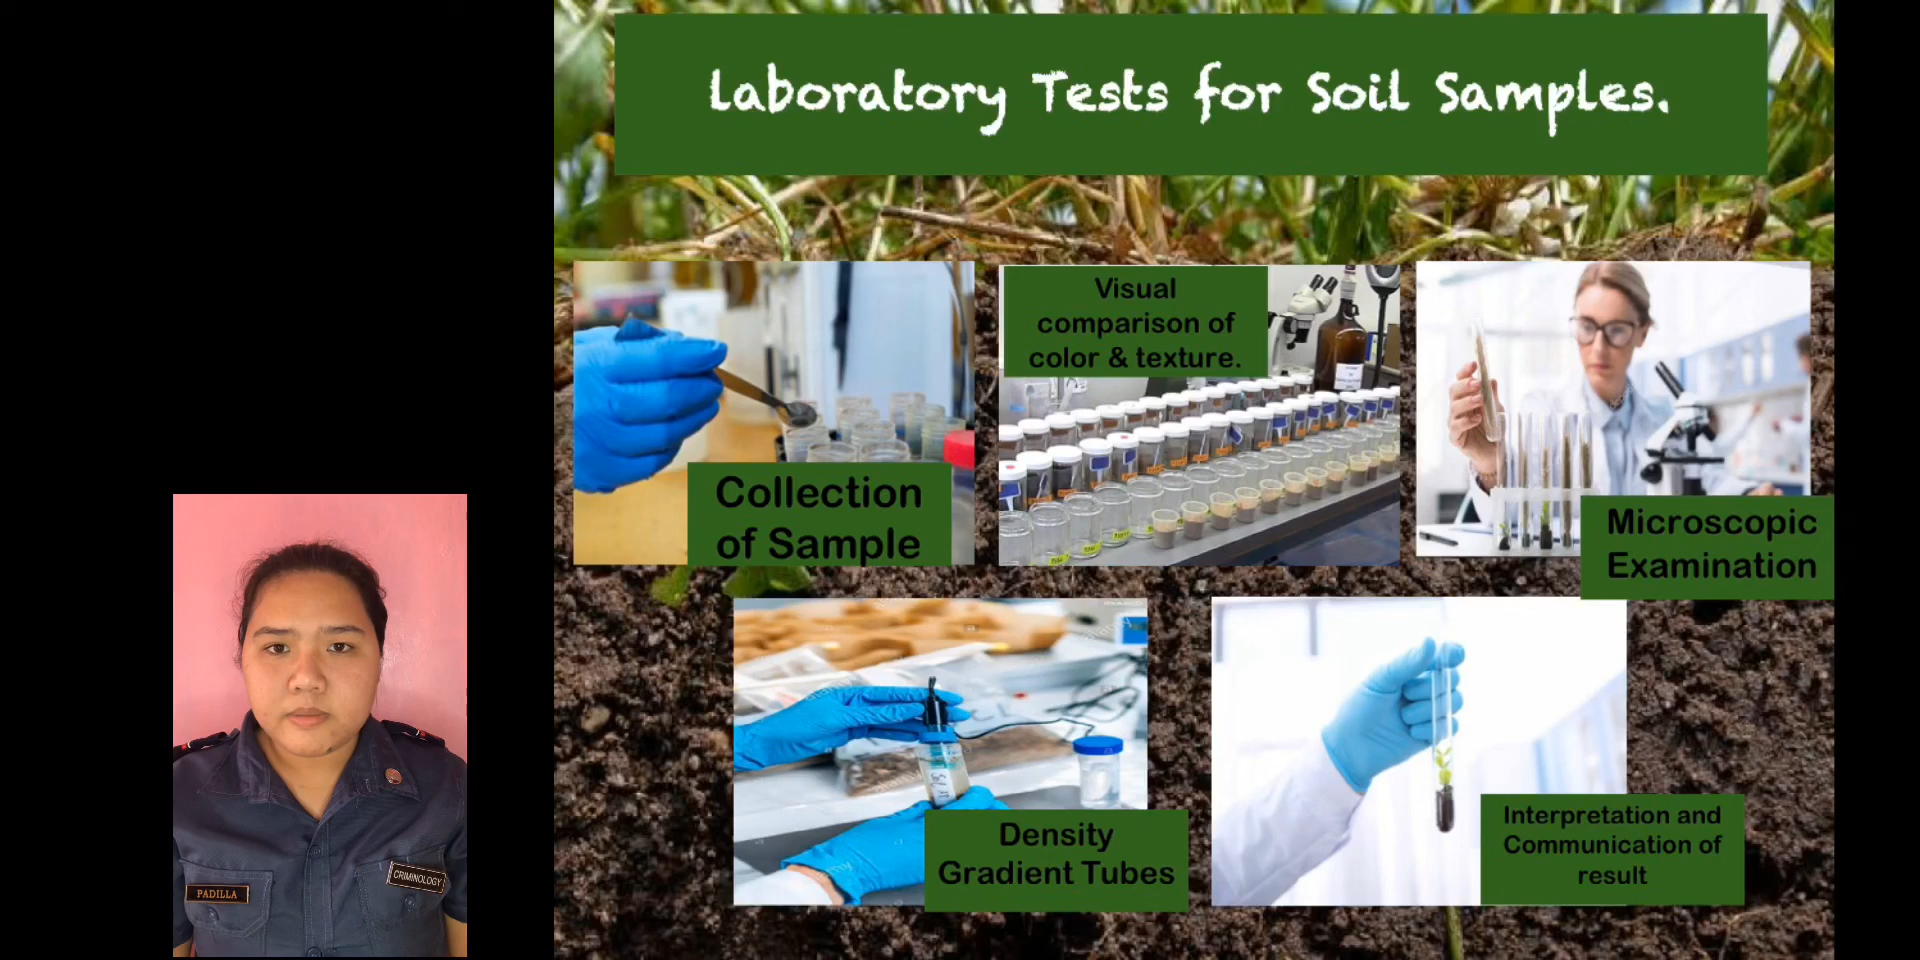 Laboratory Tests for Soil Samples.
Visual
comparison of
color & texture.
Collection
of Sample
Microscopic
Examination
Density
Gradient Tubes
Interpretation and
Communication of
result
PADILLA
CRIMINOLOGY